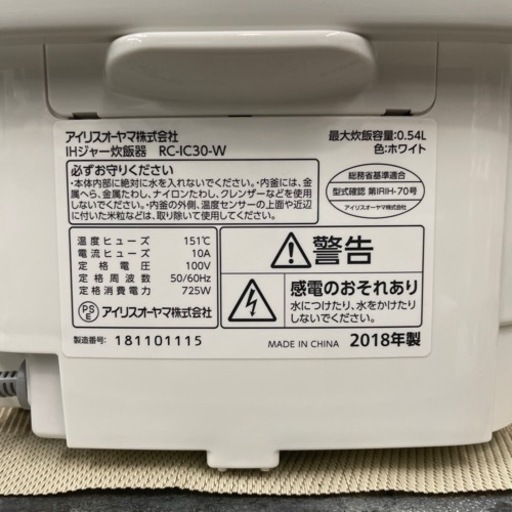 アイリスオーヤマ株式会社
IHジャー炊飯器 RC-IC30-W
最大炊飯容量:0.54L
色:ホワイト
必ずお守りください
・本体内部に絶対に水を入れないでください。・内釜には、金
属へら、金属たわし、ナイロンたわし、クレンザーなどを使用
しないでください。・内釜の外側、温度センサーの上面や近辺
に付いた米粒などは、取り除いて使用してください。
総務省基準適合
型式確認 第IRIH-70号
アイリスオーヤマ株式会社
温度ヒューズ 151℃
電流ヒューズ 10A
定格電圧 100V
定格周波数 50/60Hz
定格消費電力 725W
PS
E
アイリスオーヤマ株式会社
製造番号: 181101115
警告
感電のおそれあり
水につけたり、水をかけたり
しないでください。
MADE IN CHINA 2018年製